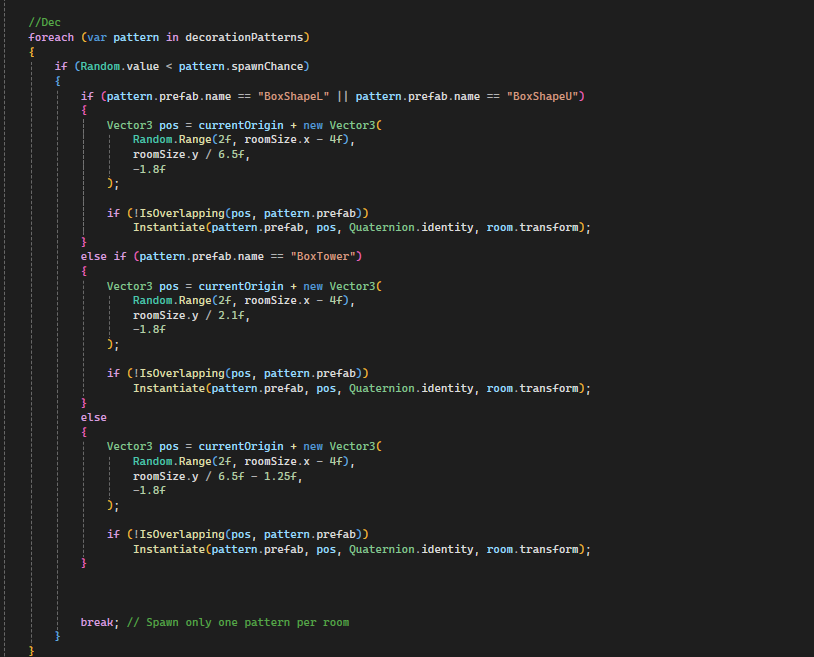 //Dec
foreach (var pattern in decorationPatterns)
{
if (Random.value < pattern.spawnChance)
{
if (pattern.prefab.name == "BoxShapeL" || pattern.prefab.name == "BoxShapeU")
{
Vector3 pos = currentOrigin + new Vector3(
Random.Range(2f, roomSize.x - 4f),
roomSize.y / 6.5f,
-1.8f
);
if (!IsOverlapping(pos, pattern.prefab))
Instantiate(pattern.prefab, pos, Quaternion.identity, room.transform);
}
else if (pattern.prefab.name == "BoxTower")
{
Vector3 pos = currentOrigin + new Vector3(
Random.Range(2f, roomSize.x - 4f),
roomSize.y / 2.1f,
-1.8f
);
if (!IsOverlapping(pos, pattern.prefab))
Instantiate(pattern.prefab, pos, Quaternion.identity, room.transform);
}
else
{
Vector3 pos = currentOrigin + new Vector3(
Random.Range(2f, roomSize.x - 4f),
roomSize.y / 6.5f - 1.25f,
-1.8f
);
if (!IsOverlapping(pos, pattern.prefab))
Instantiate(pattern.prefab, pos, Quaternion.identity, room.transform);
}
break; // Spawn only one pattern per room
}
}